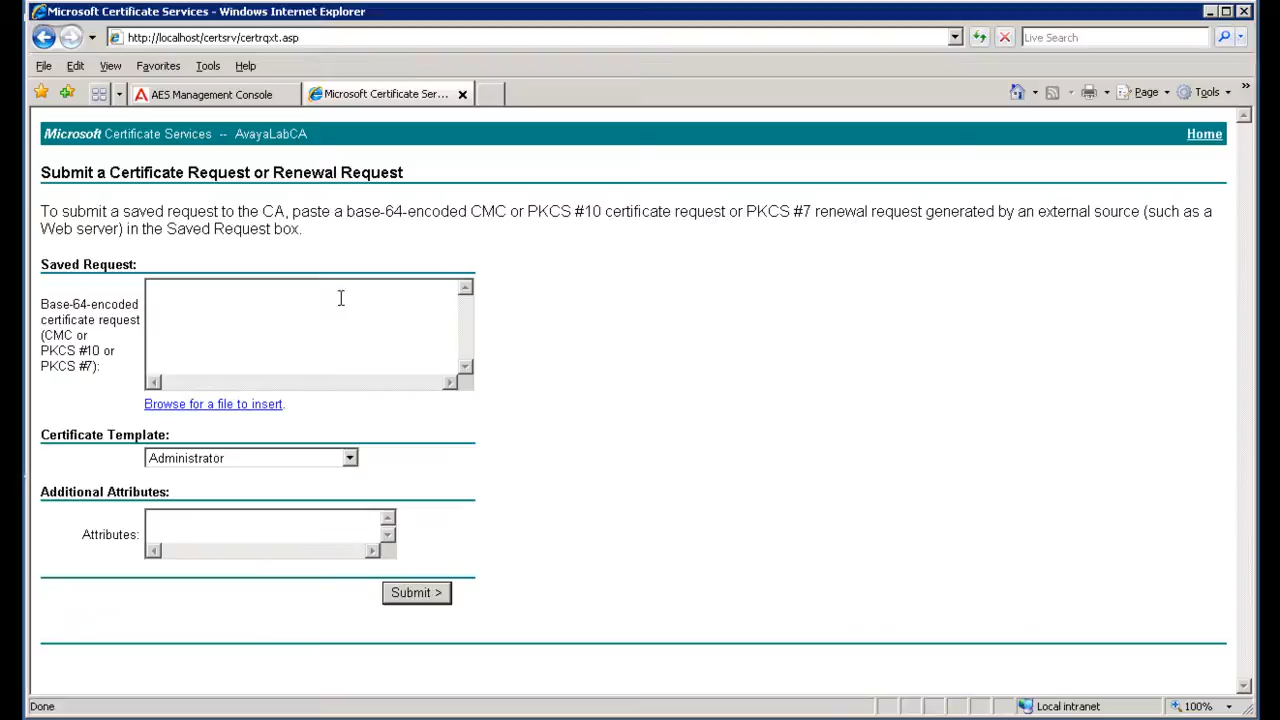 Microsoft Certificate Services - Windows Internet Explorer
http://localhost/certsrv/certrqxt.asp
Live Search
File Edit View Favorites Tools Help
AES Management Console
Microsoft Certificate Ser...
Page Tools
Microsoft Certificate Services -- AvayaLabCA
Home
Submit a Certificate Request or Renewal Request
To submit a saved request to the CA, paste a base-64-encoded CMC or PKCS #10 certificate request or PKCS #7 renewal request generated by an external source (such as a
Web server) in the Saved Request box.
Saved Request:
Base-64-encoded
certificate request
(CMC or
PKCS #10 or
PKCS #7):
Browse for a file to insert.
Certificate Template:
Administrator
Additional Attributes:
Attributes:
Submit >
Done
Local intranet
100%